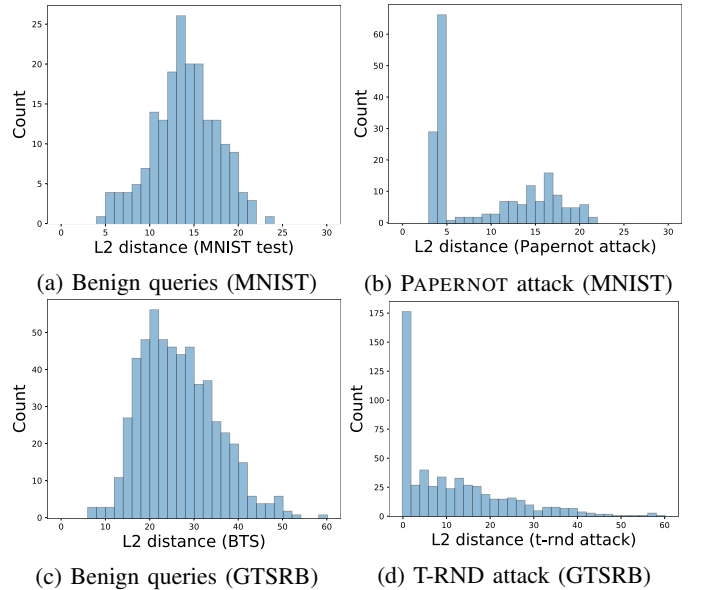 25
20
15
10
5
0
Count
0 5 10 15 20 25 30
L2 distance (MNIST test)
(a) Benign queries (MNIST)
60
50
40
30
20
10
0
Count
0 5 10 15 20 25 30
L2 distance (Papernot attack)
(b) PAPERNOT attack (MNIST)
50
40
30
20
10
0
Count
0 10 20 30 40 50 60
L2 distance (BTS)
(c) Benign queries (GTSRB)
175
150
125
100
75
50
25
0
Count
0 10 20 30 40 50 60
L2 distance (t-rnd attack)
(d) T-RND attack (GTSRB)